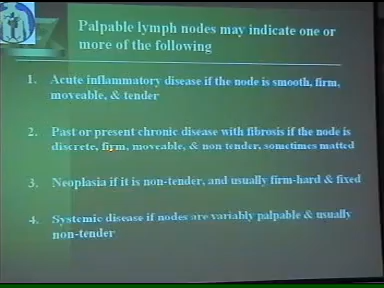 Palpable lymph nodes may indicate one or
more of the following
1. Acute inflammatory disease if the node is smooth, firm,
moveable, & tender
2. Past or present chronic disease with fibrosis if the node is
discrete, firm, moveable, & non tender, sometimes matted
3. Neoplasia if it is non-tender, and usually firm-hard & fixed
4. Systemic disease if nodes are variably palpable & usually
non-tender